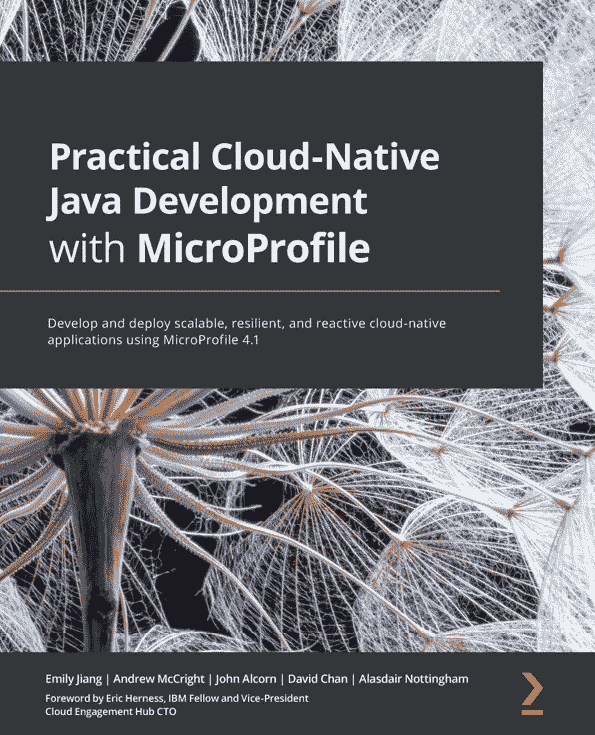 Practical Cloud-Native
Java Development
with MicroProfile
Develop and deploy scalable, resilient, and reactive cloud-native
applications using MicroProfile 4.1
Emily Jiang | Andrew McCright | John Alcorn | David Chan | Alasdair Nottingham
Foreword by Eric Herness, IBM Fellow and Vice-President
Cloud Engagement Hub CTO